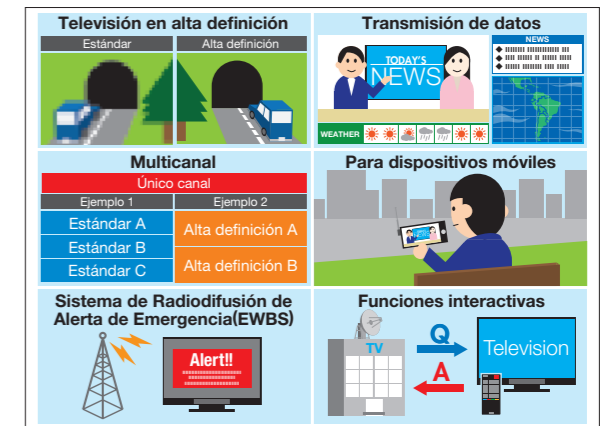 Televisión en alta definición
Estándar
Alta definición
Transmisión de datos
TODAY'S
NEWS
NEWS
WEATHER
Multicanal
Único canal
Ejemplo 1
Ejemplo 2
Estándar A
Estándar B
Estándar C
Alta definición A
Alta definición B
Para dispositivos móviles
Sistema de Radiodifusión de
Alerta de Emergencia(EWBS)
Alert!!
Funciones interactivas
TV
Q
A
Television